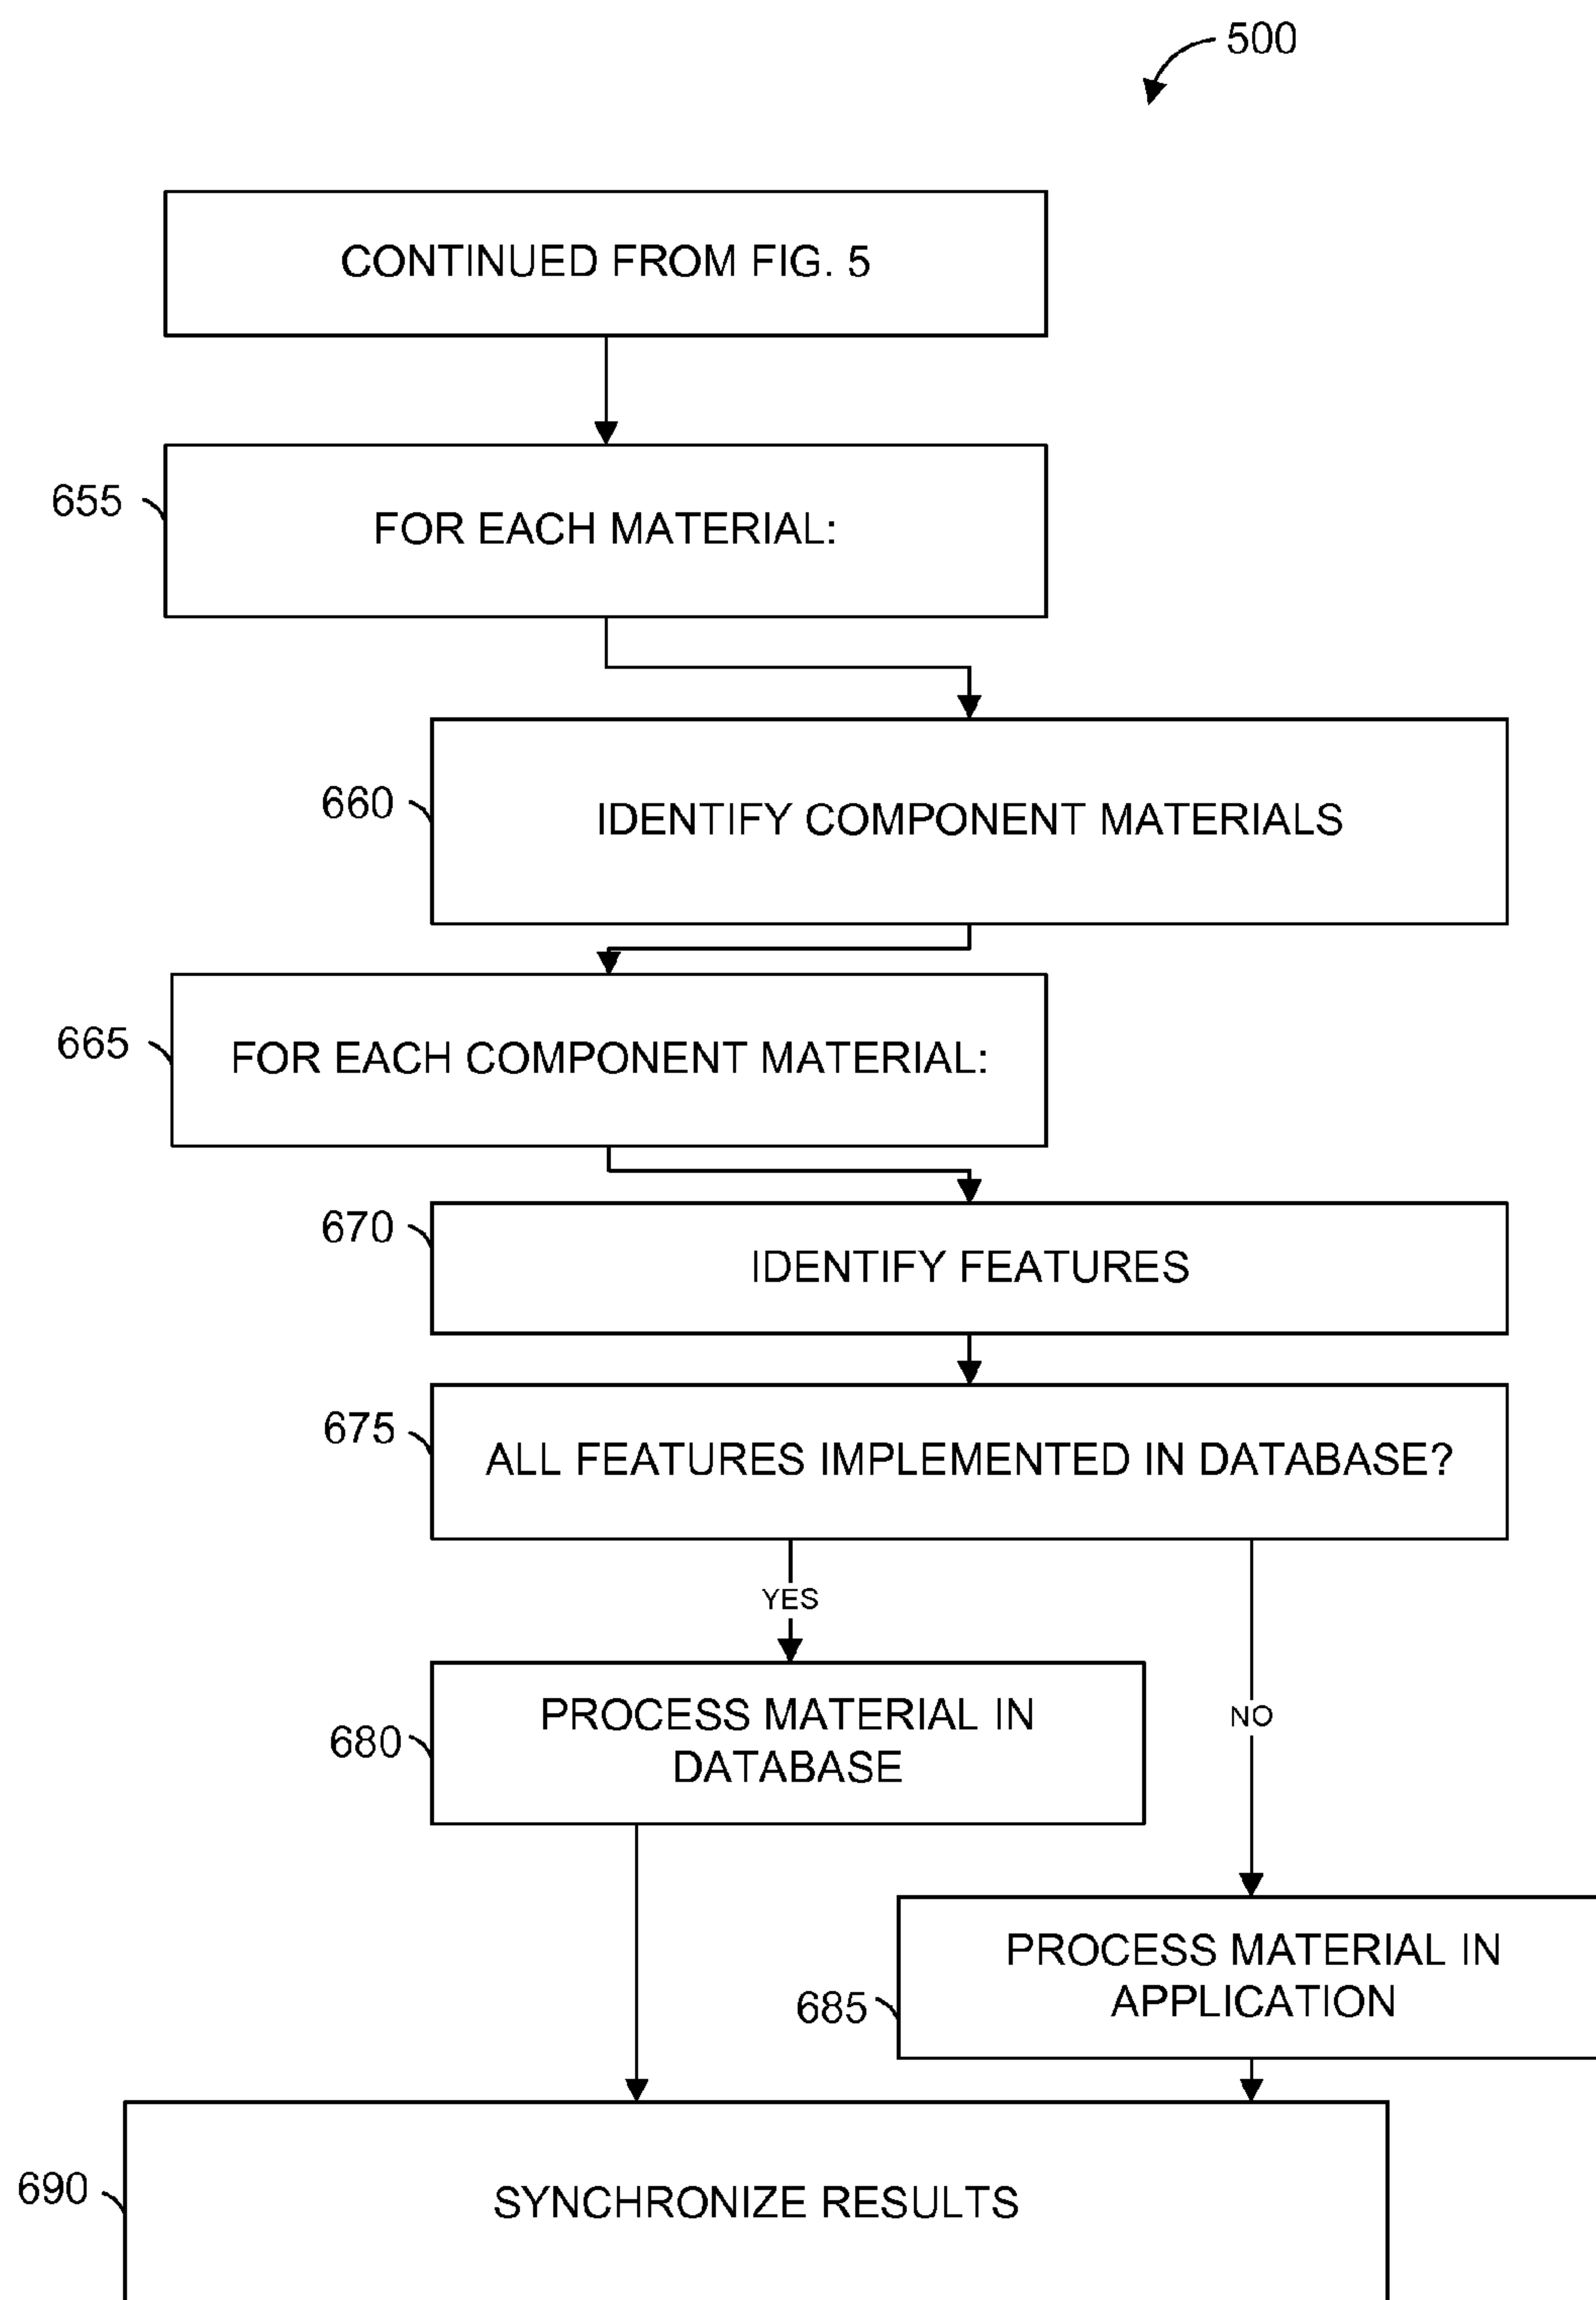 500
CONTINUED FROM FIG. 5
655
FOR EACH MATERIAL:
660
IDENTIFY COMPONENT MATERIALS
665
FOR EACH COMPONENT MATERIAL:
670
IDENTIFY FEATURES
675
ALL FEATURES IMPLEMENTED IN DATABASE?
YES
NO
680
PROCESS MATERIAL IN
DATABASE
685
PROCESS MATERIAL IN
APPLICATION
690
SYNCHRONIZE RESULTS